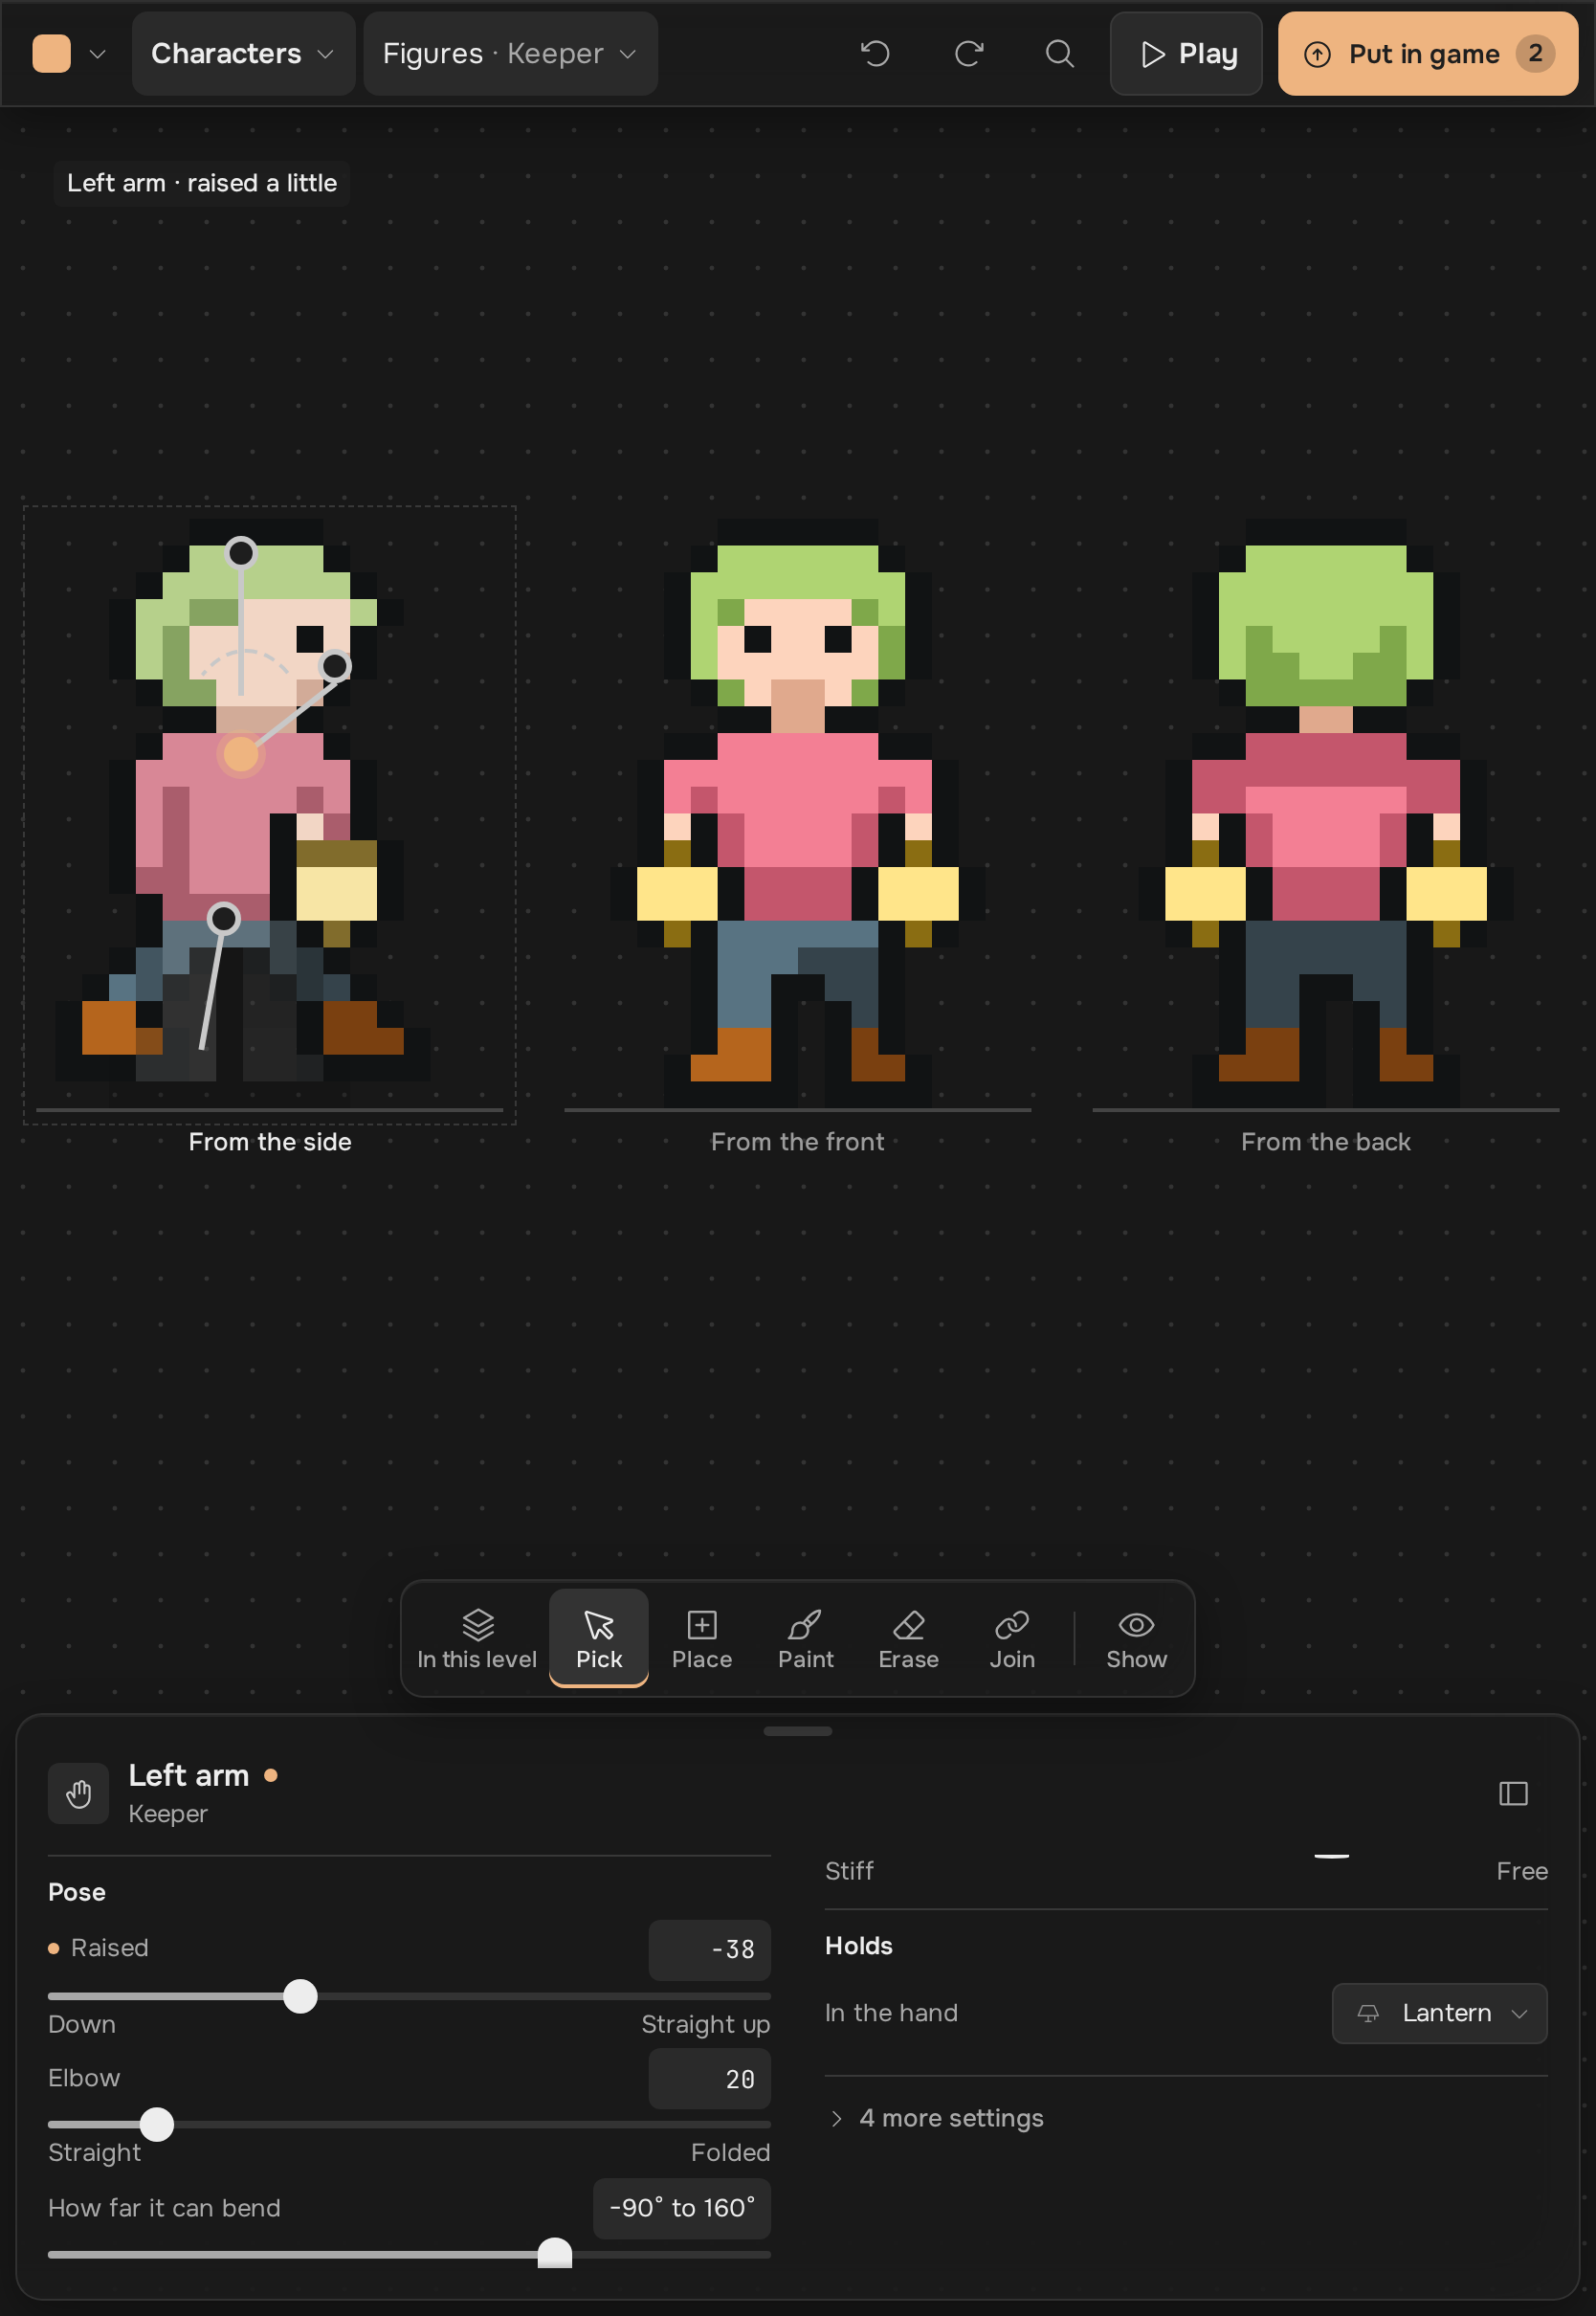 Characters
Figures · Keeper
Play
Put in game 2
Left arm · raised a little
From the side
From the front
From the back
In this level
Pick
Place
Paint
Erase
Join
Show
Left arm
Keeper
Pose
Raised
-38
Down
Straight up
Elbow
20
Straight
Folded
How far it can bend
-90° to 160°
Stiff
Free
Holds
In the hand
Lantern
4 more settings